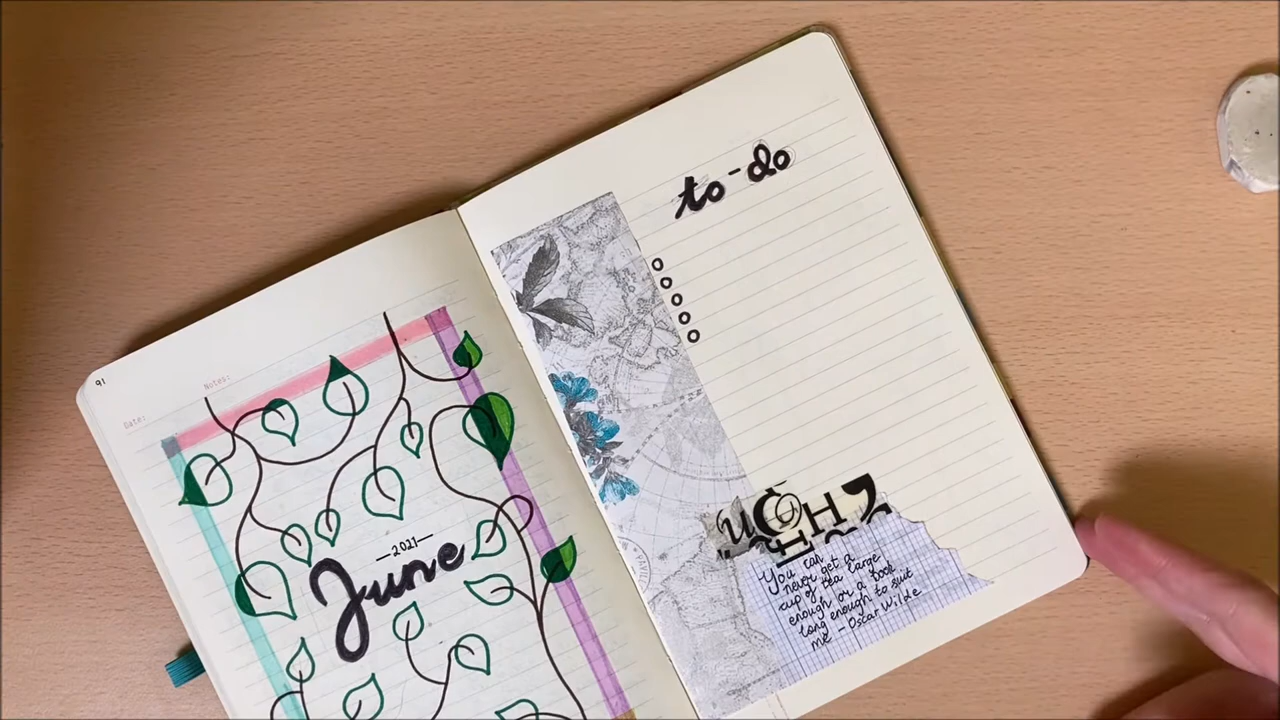 91
Notes:
Date:
2021
June
to-do
You can
never get a
cup of tea large
enough or a book
long enough to suit
me - Oscar Wilde